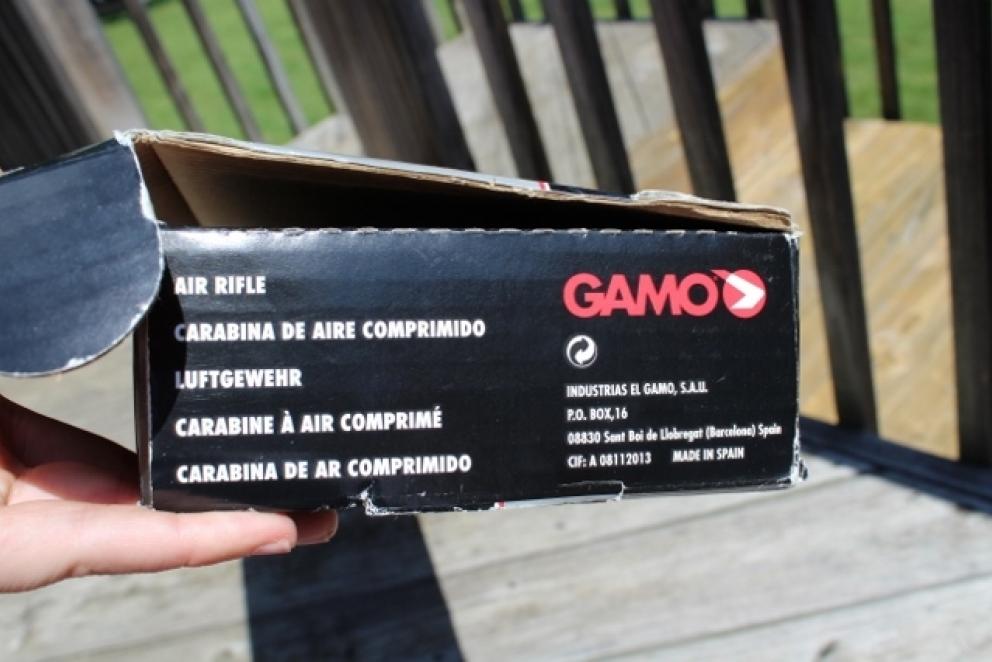 AIR RIFLE
CARABINA DE AIRE COMPRIMIDO
LUFTGEWEHR
CARABINE À AIR COMPRIMÉ
CARABINA DE AR COMPRIMIDO
GAMO
INDUSTRIAS EL GAMO, S.A.U.
P.O. BOX,16
08830 Sant Boi de Llobregat (Barcelona) Spain
CIF: A 08112013 MADE IN SPAIN